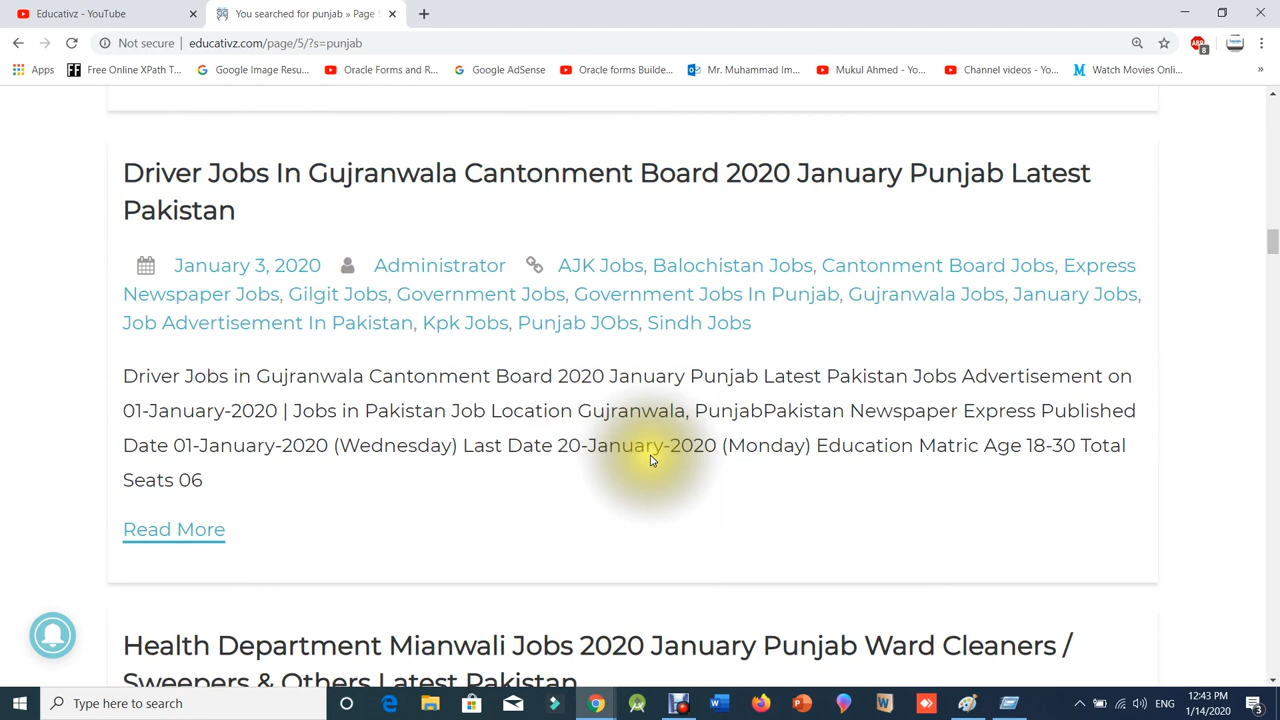 Educativz - YouTube
You searched for punjab » Page
Not secure | educativz.com/page/5/?s=punjab
ABP
8
Apps
FF Free Online XPath T...
Google Image Resu...
Oracle Forms and R...
Google AdSense
Oracle forms Builde...
Mr. Muhammad Im...
Mukul Ahmed - Yo...
Channel videos - Yo...
M Watch Movies Onli...
»
Driver Jobs In Gujranwala Cantonment Board 2020 January Punjab Latest
Pakistan
January 3, 2020 Administrator AJK Jobs, Balochistan Jobs, Cantonment Board Jobs, Express
Newspaper Jobs, Gilgit Jobs, Government Jobs, Government Jobs In Punjab, Gujranwala Jobs, January Jobs,
Job Advertisement In Pakistan, Kpk Jobs, Punjab JObs, Sindh Jobs
Driver Jobs in Gujranwala Cantonment Board 2020 January Punjab Latest Pakistan Jobs Advertisement on
01-January-2020 | Jobs in Pakistan Job Location Gujranwala, PunjabPakistan Newspaper Express Published
Date 01-January-2020 (Wednesday) Last Date 20-January-2020 (Monday) Education Matric Age 18-30 Total
Seats 06
Read More
Health Department Mianwali Jobs 2020 January Punjab Ward Cleaners /
Sweepers & Others Latest Pakistan
Type here to search
ENG
12:43 PM
1/14/2020
3